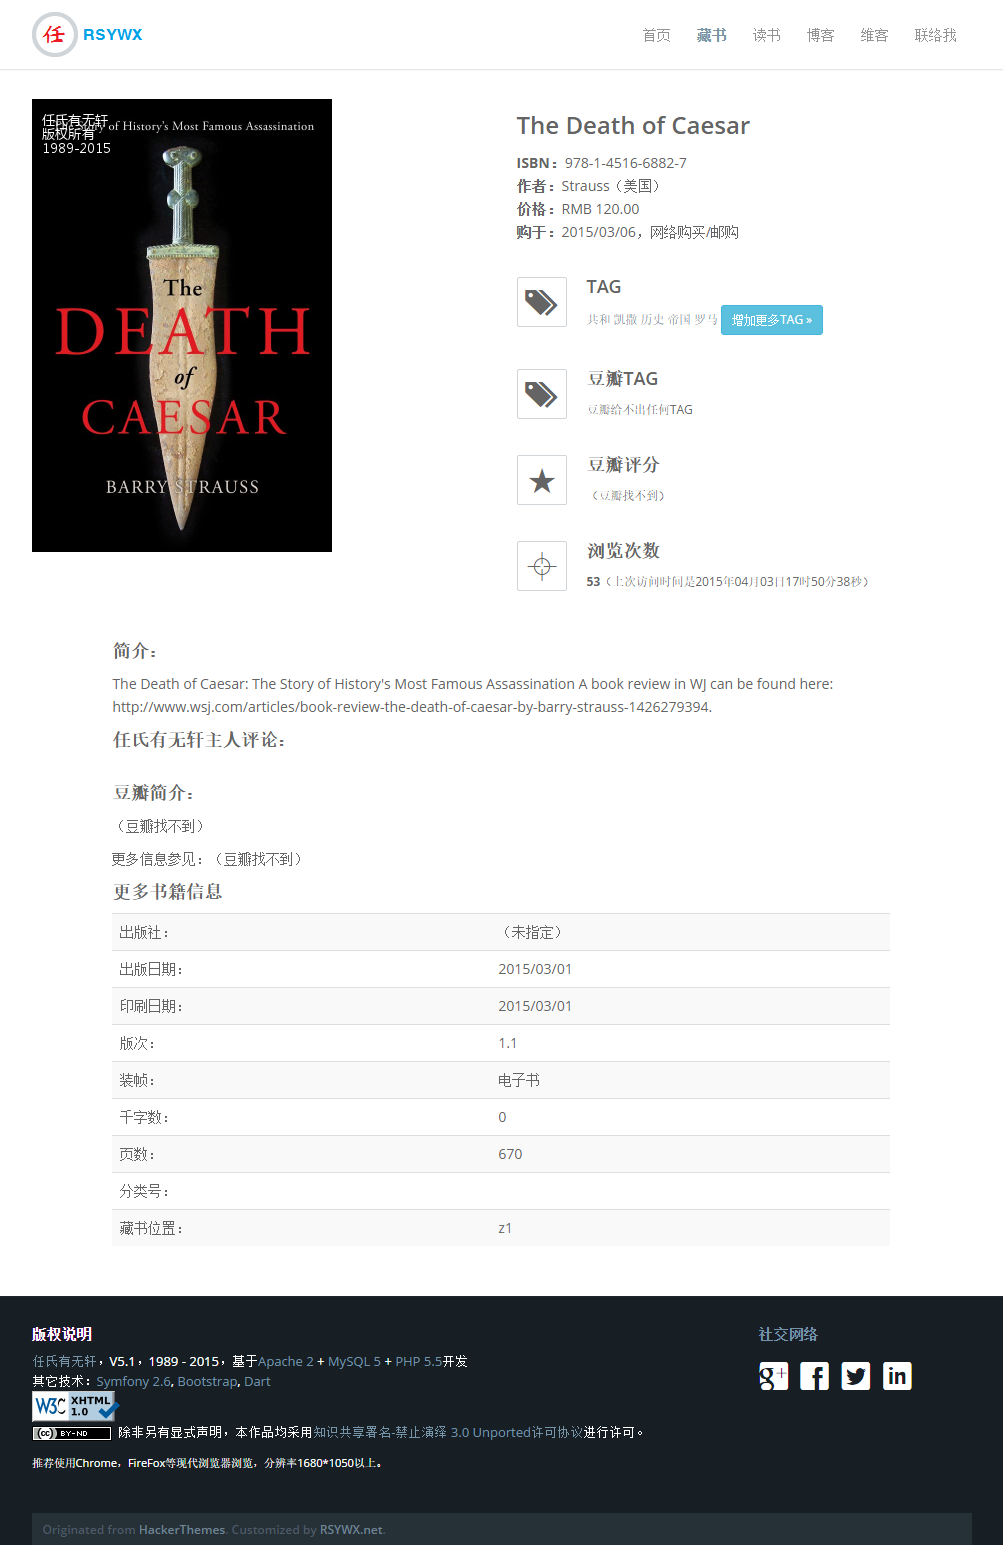 任 RSYWX
首页 藏书 读书 博客 维客 联络我
任氏有无轩
版权所有
1989-2015
Story of History's Most Famous Assassination
The
DEATH
of
CAESAR
BARRY STRAUSS
The Death of Caesar
ISBN：978-1-4516-6882-7
作者：Strauss（美国）
价格：RMB 120.00
购于：2015/03/06，网络购买/邮购
TAG
共和 凯撒 历史 帝国 罗马 增加更多TAG »
豆瓣TAG
豆瓣给不出任何TAG
豆瓣评分
（豆瓣找不到）
浏览次数
53（上次访问时间是2015年04月03日17时50分38秒）
简介：
The Death of Caesar: The Story of History's Most Famous Assassination A book review in WJ can be found here:
http://www.wsj.com/articles/book-review-the-death-of-caesar-by-barry-strauss-1426279394.
任氏有无轩主人评论：
豆瓣简介：
（豆瓣找不到）
更多信息参见：（豆瓣找不到）
更多书籍信息
出版社： （未指定）
出版日期： 2015/03/01
印刷日期： 2015/03/01
版次： 1.1
装帧： 电子书
千字数： 0
页数： 670
分类号：
藏书位置： z1
版权说明
任氏有无轩，V5.1，1989 - 2015，基于Apache 2 + MySQL 5 + PHP 5.5开发
其它技术：Symfony 2.6, Bootstrap, Dart
W3C XHTML 1.0
cc BY-ND 除非另有显式声明，本作品均采用知识共享署名-禁止演绎 3.0 Unported许可协议进行许可。
推荐使用Chrome，FireFox等现代浏览器浏览，分辨率1680*1050以上。
社交网络
g+ f in
Originated from HackerThemes. Customized by RSYWX.net.